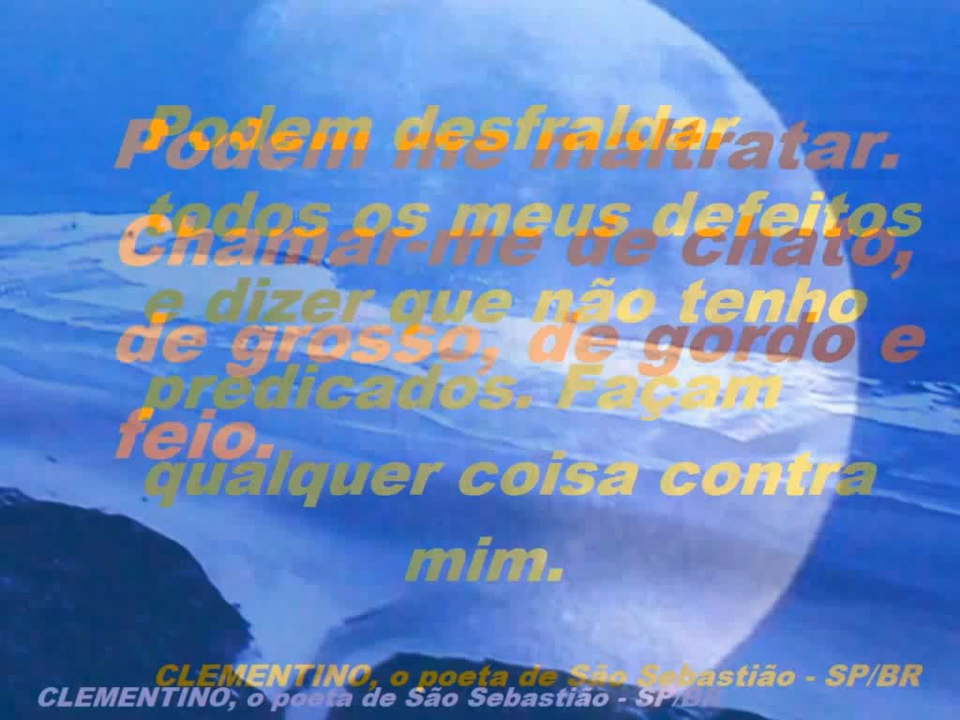 Podem me maltratar.
Chamar-me de chato,
de grosso, de gordo e
feio.
Podem desfraldar
todos os meus defeitos
e dizer que não tenho
predicados. Façam
qualquer coisa contra
mim.
CLEMENTINO, o poeta de São Sebastião - SP/BR
CLEMENTINO, o poeta de São Sebastião - SP/BR